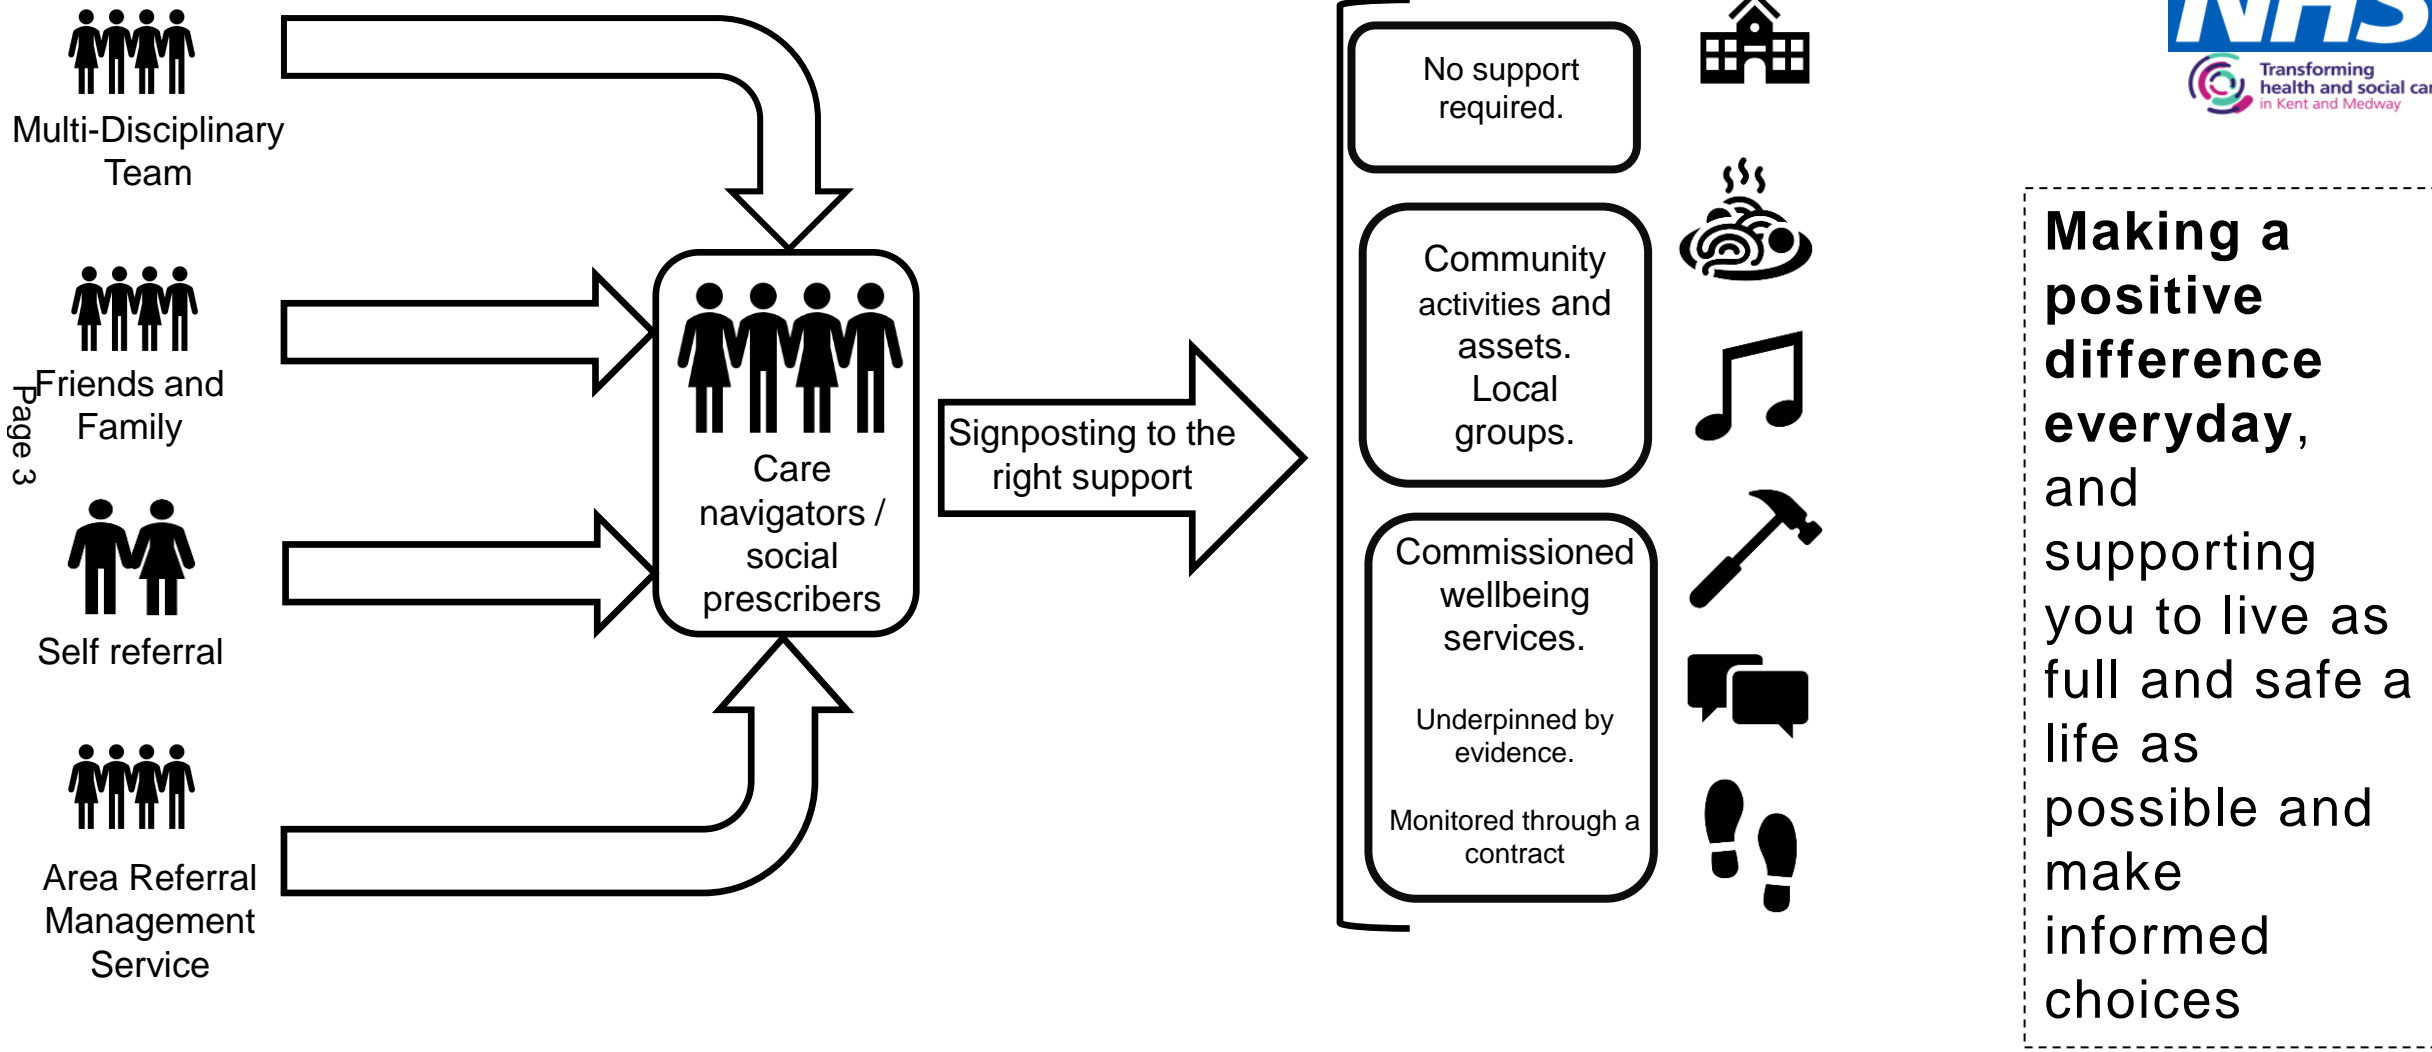 Multi-Disciplinary
Team
Friends and
Family
Page 3
Self referral
Area Referral
Management
Service
Care
navigators /
social
prescribers
Signposting to the
right support
No support
required.
Community
activities and
assets.
Local
groups.
Commissioned
wellbeing
services.
Underpinned by
evidence.
Monitored through a
contract
NHS
Transforming
health and social car
in Kent and Medway
Making a
positive
difference
everyday,
and
supporting
you to live as
full and safe a
life as
possible and
make
informed
choices